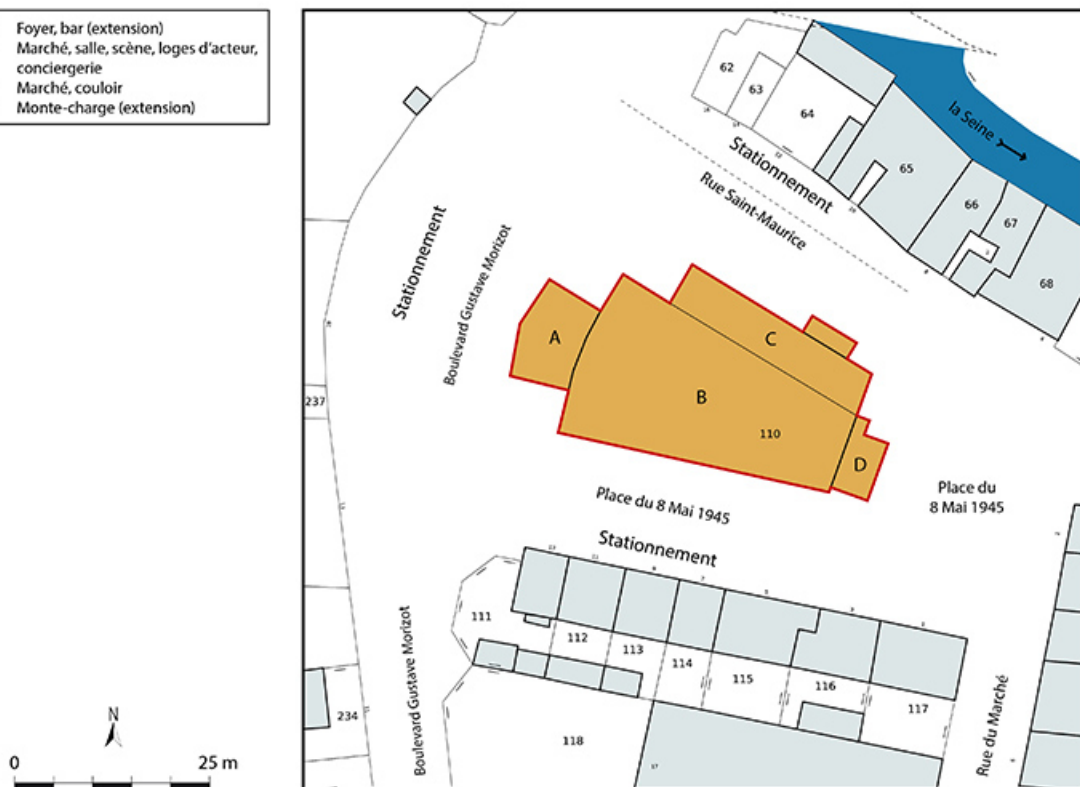 Foyer, bar (extension)
Marché, salle, scène, loges d'acteur,
conciergerie
Marché, couloir
Monte-charge (extension)
62
63
64
la Seine
65
66
67
68
Stationnement
Rue Saint-Maurice
Stationnement
Boulevard Gustave Morizot
A
B
C
D
110
237
Place du 8 Mai 1945
Place du
8 Mai 1945
Stationnement
111
112
113
114
115
116
117
118
234
Boulevard Gustave Morizot
Rue du Marché
N
0 25 m